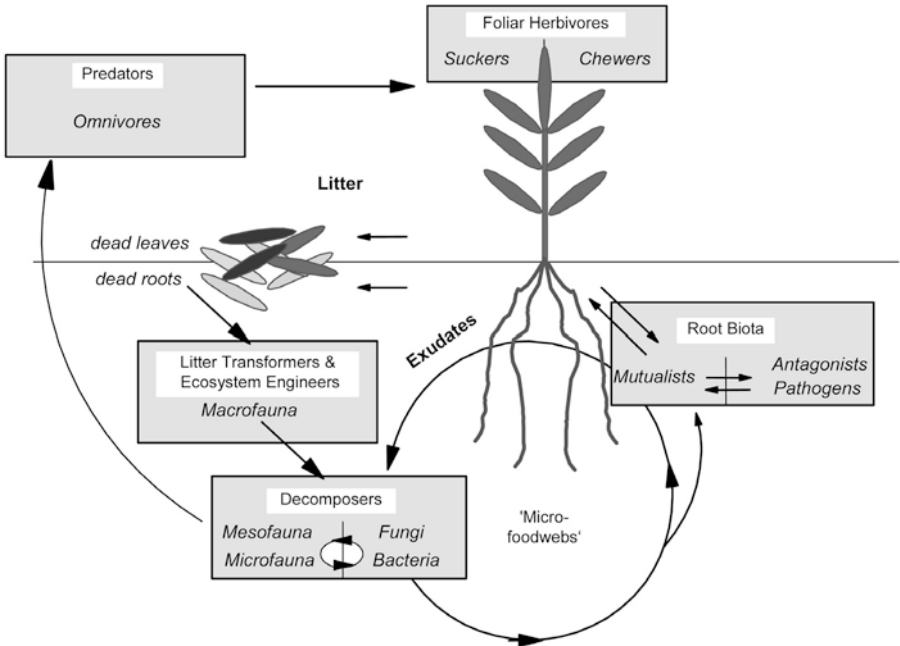 Foliar Herbivores
Suckers Chewers
Predators
Omnivores
Litter
dead leaves
dead roots
Exudates
Root Biota
Mutualists
Antagonists
Pathogens
Litter Transformers &
Ecosystem Engineers
Macrofauna
Decomposers
Mesofauna Fungi
Microfauna Bacteria
'Micro-
foodwebs'